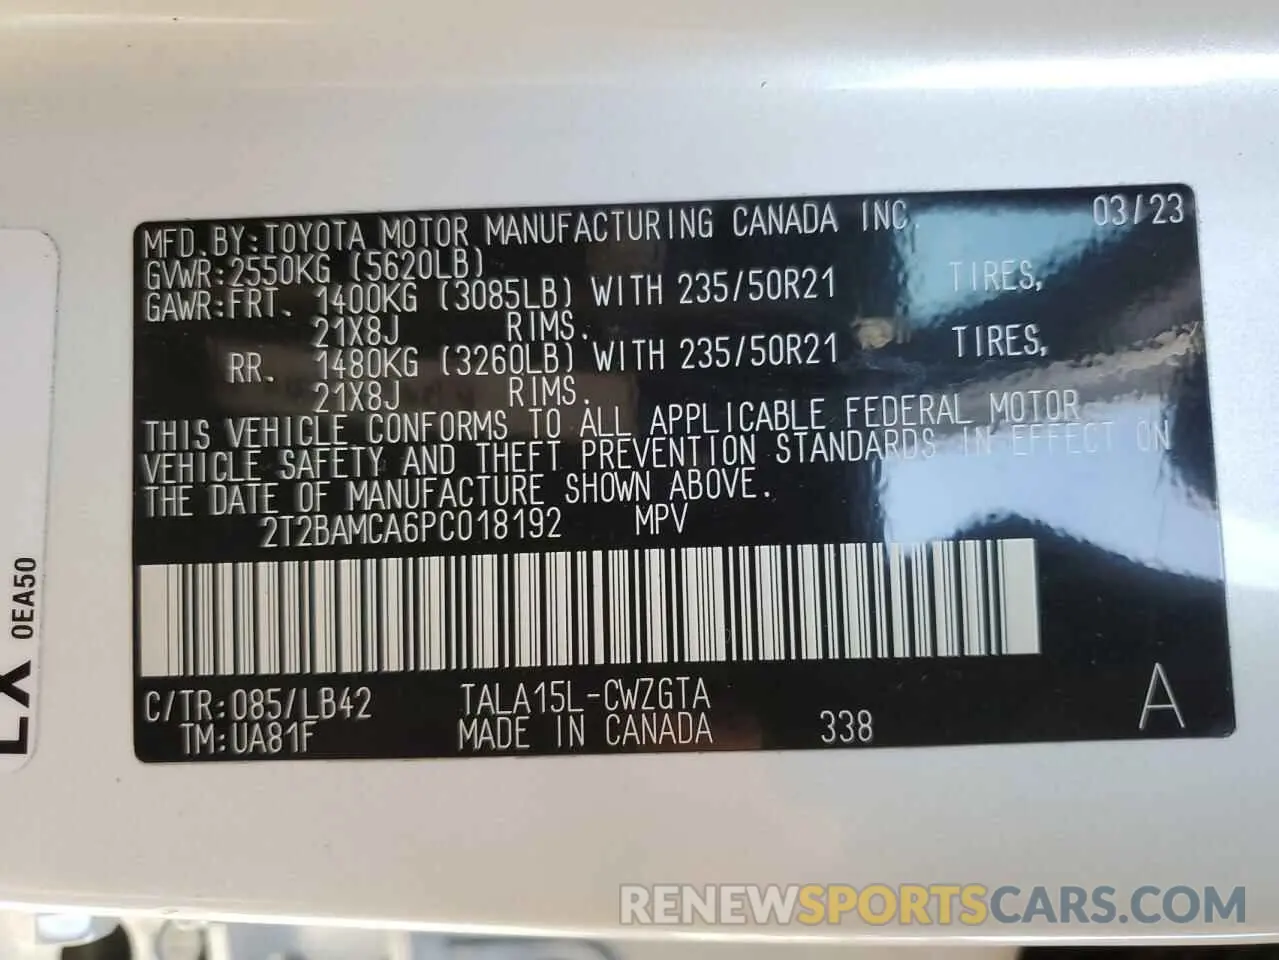 MFD.BY:TOYOTA MOTOR MANUFACTURING CANADA INC. 03/23
GVWR:2550KG (5620LB)
GAWR:FRT. 1400KG (3085LB) WITH 235/50R21 TIRES,
21X8J RIMS.
RR. 1480KG (3260LB) WITH 235/50R21 TIRES,
21X8J RIMS.
THIS VEHICLE CONFORMS TO ALL APPLICABLE FEDERAL MOTOR
VEHICLE SAFETY AND THEFT PREVENTION STANDARDS IN EFFECT ON
THE DATE OF MANUFACTURE SHOWN ABOVE.
2T2BAMCA6PC018192 MPV
C/TR:085/LB42 TALA15L-CWZGTA A
TM:UA81F MADE IN CANADA 338
0EA50
RENEWSPORTSCARS.COM